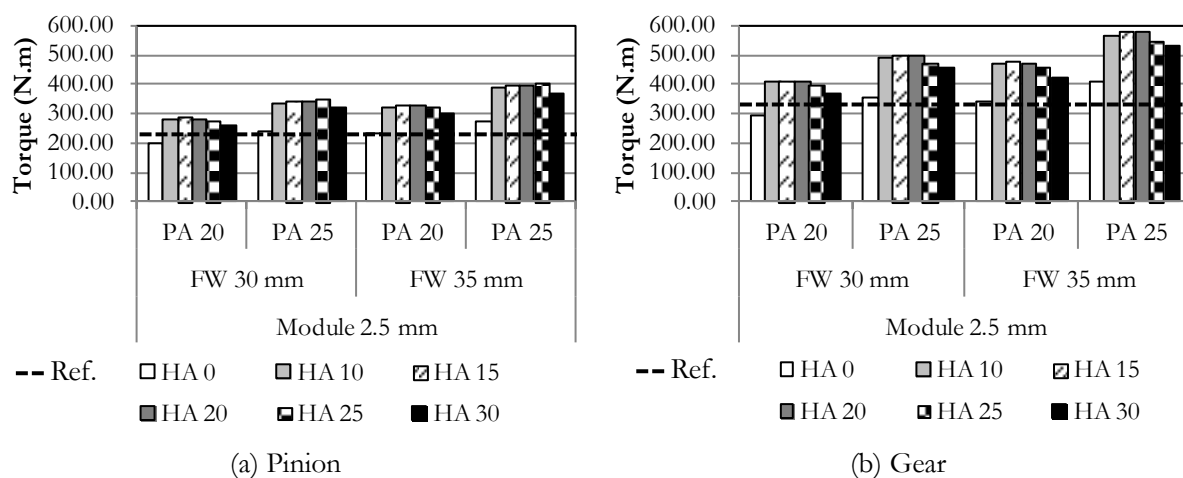 600.00
500.00
400.00
300.00
200.00
100.00
0.00
Torque (N.m)
PA 20 PA 25 PA 20 PA 25
FW 30 mm FW 35 mm
Module 2.5 mm
Ref. HA 0 HA 10 HA 15
HA 20 HA 25 HA 30
(a) Pinion
600.00
500.00
400.00
300.00
200.00
100.00
0.00
Torque (N.m)
PA 20 PA 25 PA 20 PA 25
FW 30 mm FW 35 mm
Module 2.5 mm
Ref. HA 0 HA 10 HA 15
HA 20 HA 25 HA 30
(b) Gear